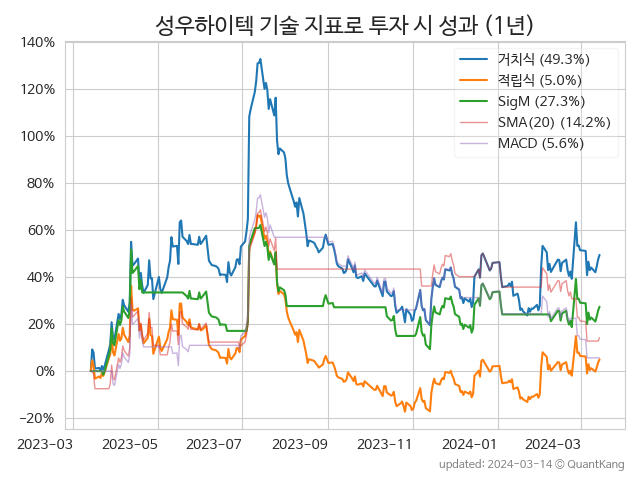 성우하이텍 기술 지표로 투자 시 성과 (1년)
140%
120%
100%
80%
60%
40%
20%
0%
−20%
거치식 (49.3%)
적립식 (5.0%)
SigM (27.3%)
SMA(20) (14.2%)
MACD (5.6%)
2023-03
2023-05
2023-07
2023-09
2023-11
2024-01
2024-03
updated: 2024-03-14 © QuantKang